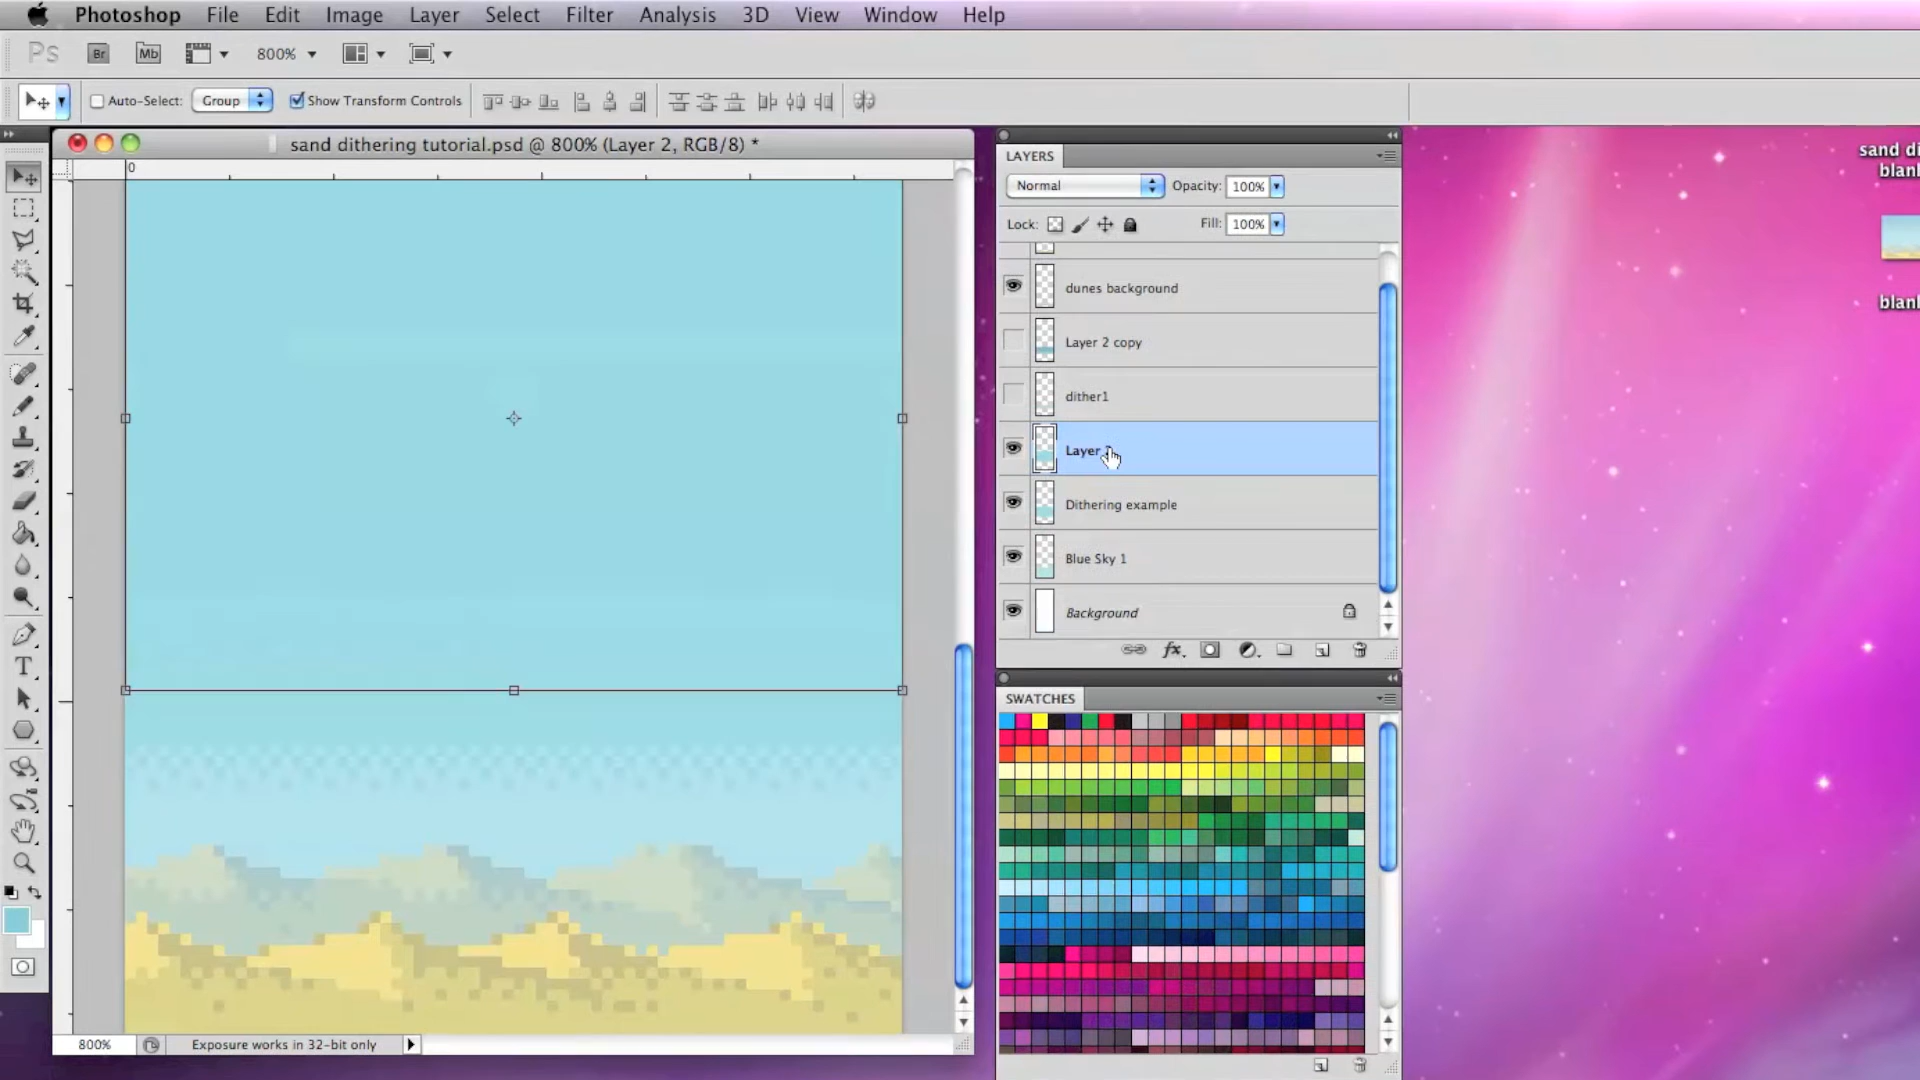 Photoshop File Edit Image Layer Select Filter Analysis 3D View Window Help
Ps Br Mb 800%
Auto-Select: Group Show Transform Controls
sand dithering tutorial.psd @ 800% (Layer 2, RGB/8) *
0
LAYERS
Normal Opacity: 100%
Lock: Fill: 100%
dunes background
Layer 2 copy
dither1
Layer
Dithering example
Blue Sky 1
Background
fx
SWATCHES
T
800% Exposure works in 32-bit only
sand di
blan
blan